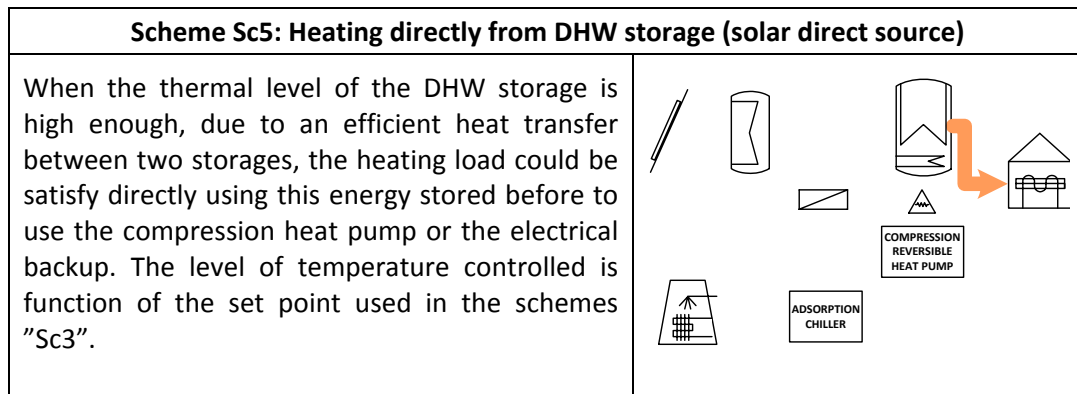 Scheme Sc5: Heating directly from DHW storage (solar direct source)
When the thermal level of the DHW storage is
high enough, due to an efficient heat transfer
between two storages, the heating load could be
satisfy directly using this energy stored before to
use the compression heat pump or the electrical
backup. The level of temperature controlled is
function of the set point used in the schemes
”Sc3”.
COMPRESSION
REVERSIBLE
HEAT PUMP
ADSORPTION
CHILLER